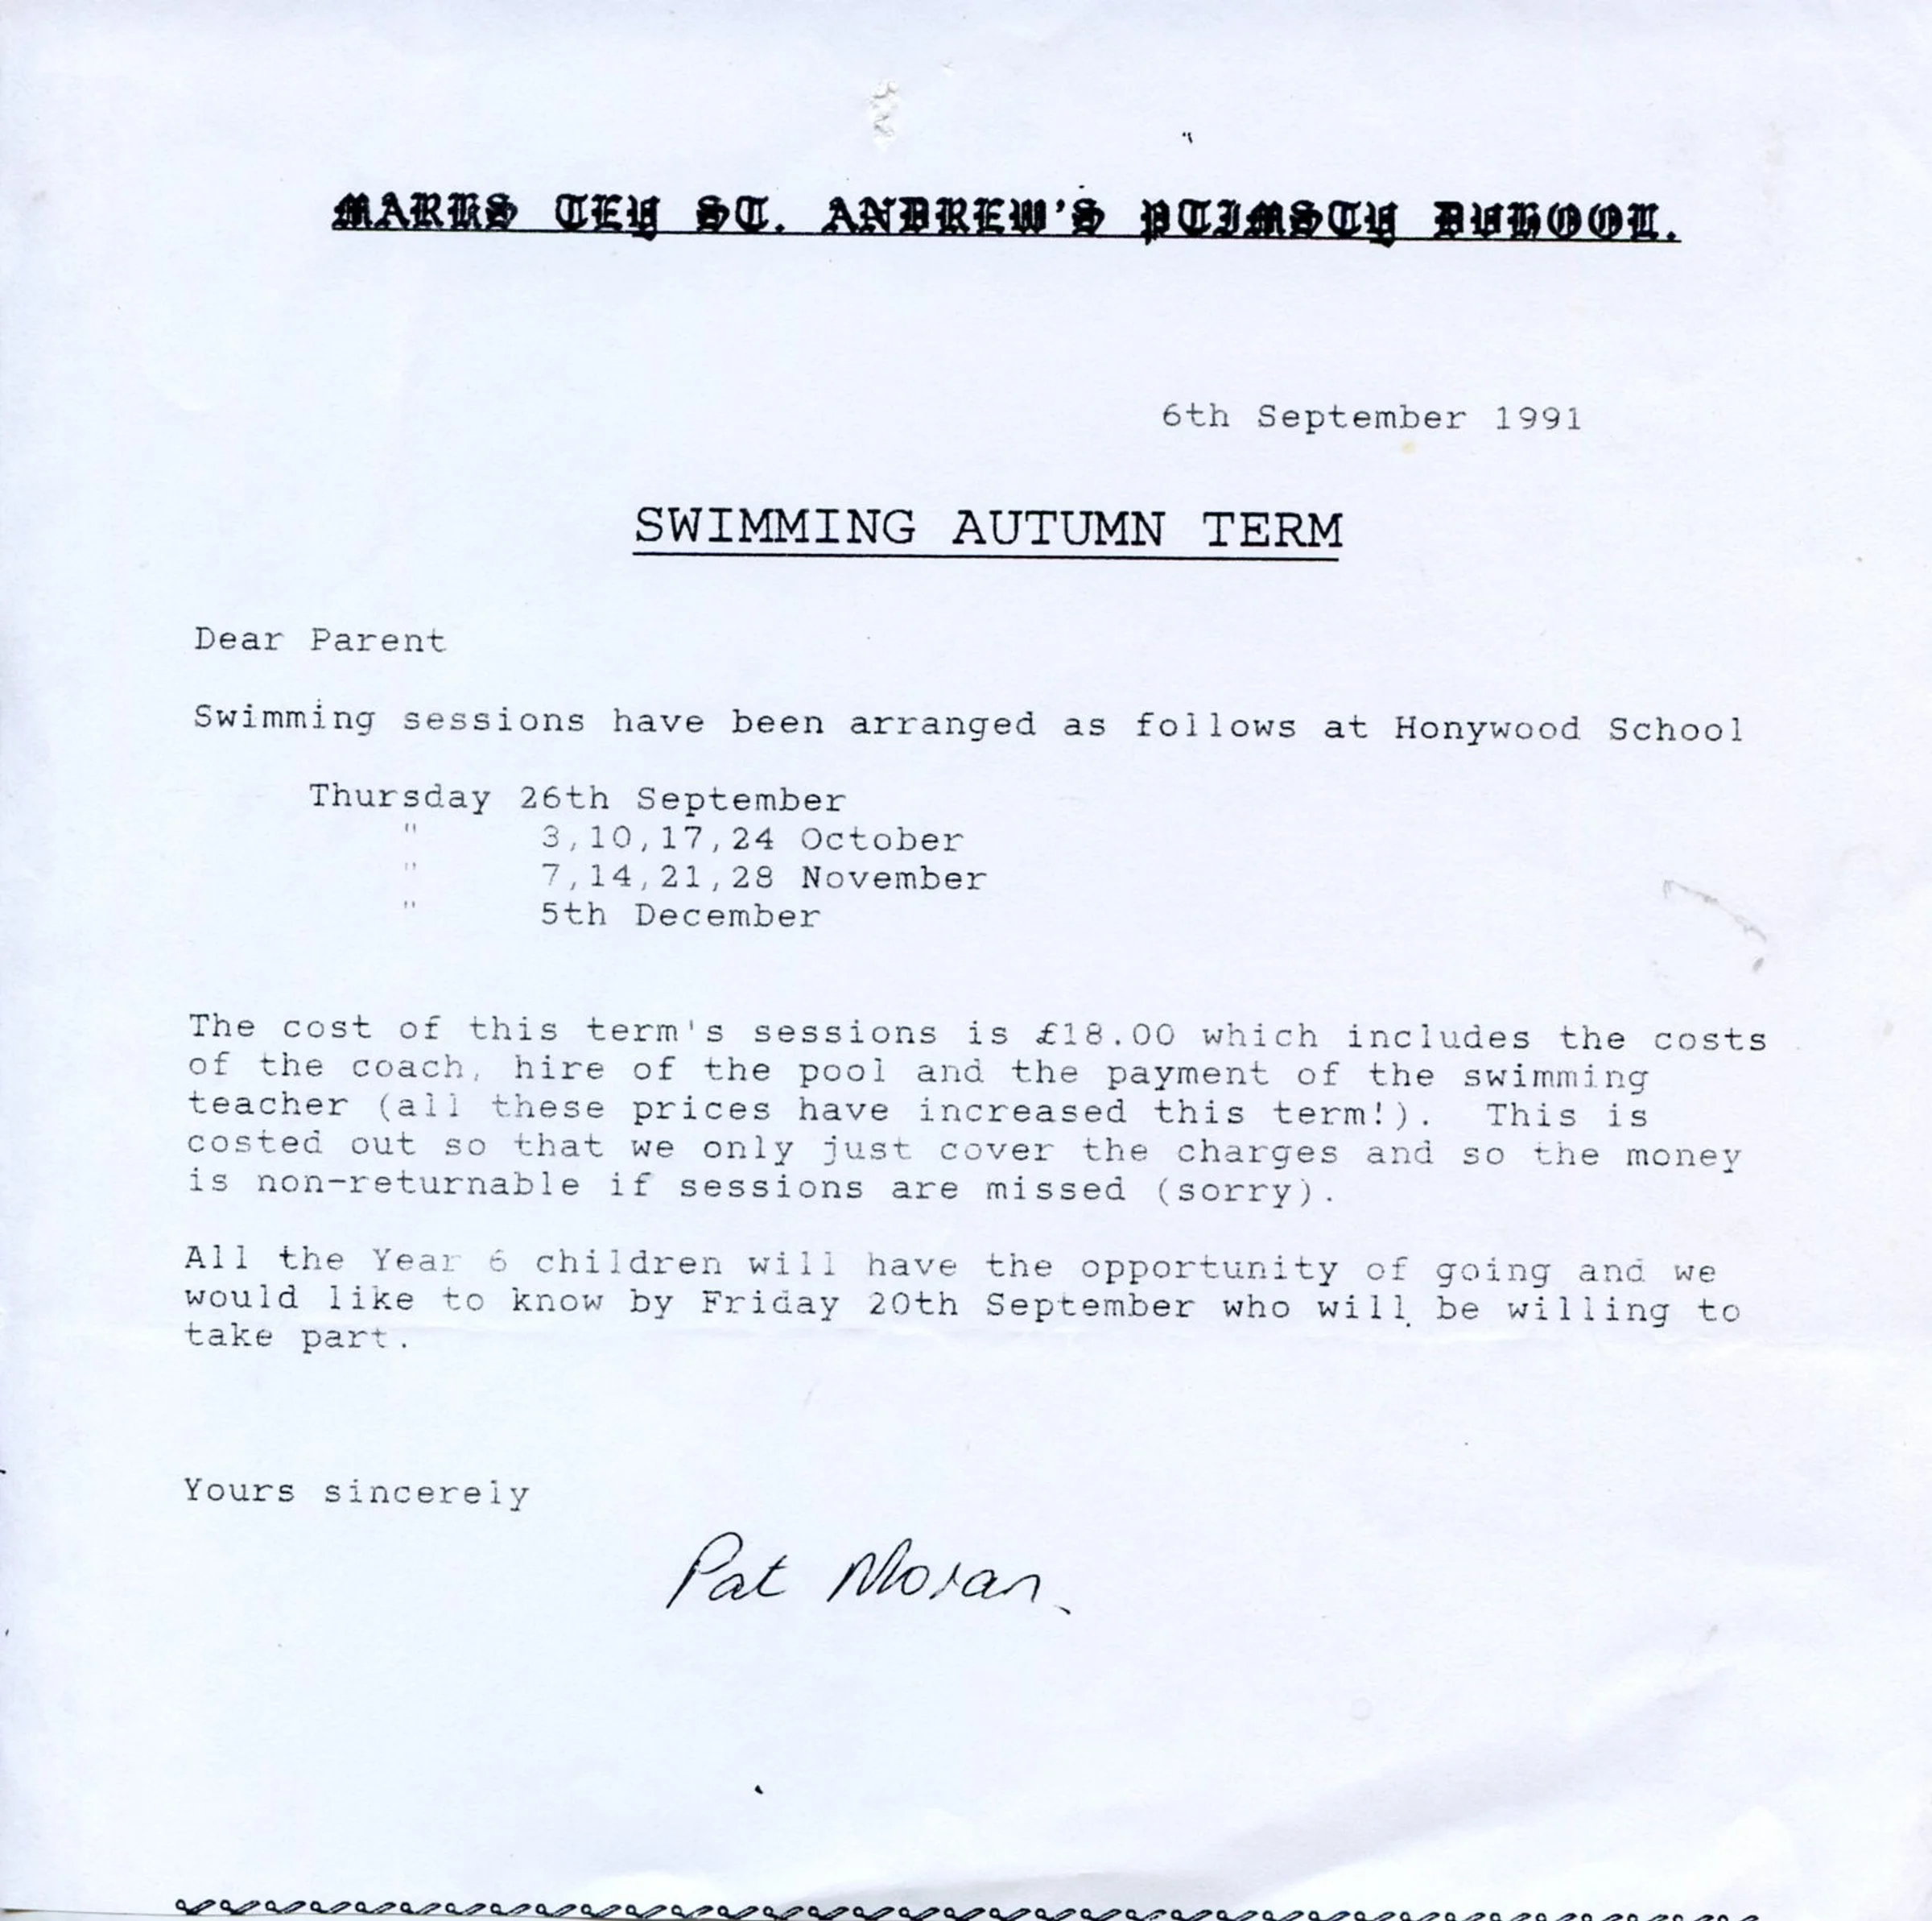 MARKS TEY ST. ANDREW'S PTIMSTY DUHOOL.
6th September 1991
SWIMMING AUTUMN TERM
Dear Parent
Swimming sessions have been arranged as follows at Honywood School
Thursday 26th September
" 3,10,17,24 October
" 7,14,21,28 November
" 5th December
The cost of this term's sessions is £18.00 which includes the costs
of the coach, hire of the pool and the payment of the swimming
teacher (all these prices have increased this term!). This is
costed out so that we only just cover the charges and so the money
is non-returnable if sessions are missed (sorry).
All the Year 6 children will have the opportunity of going and we
would like to know by Friday 20th September who will be willing to
take part.
Yours sincerely
Pat Moran.